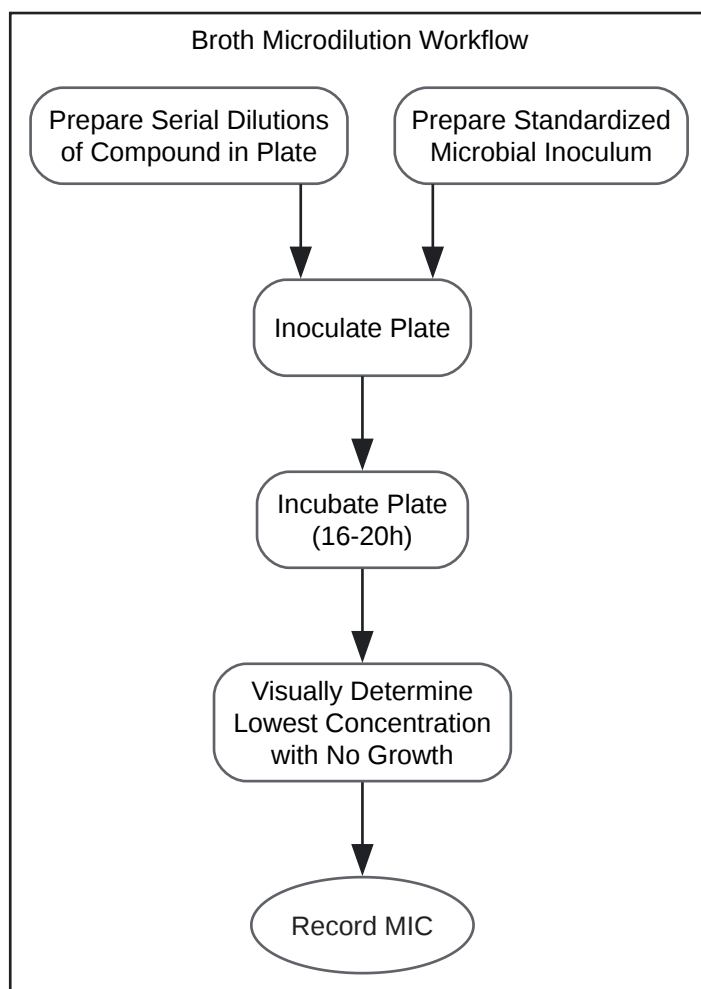 Broth Microdilution Workflow
Prepare Serial Dilutions
of Compound in Plate
Prepare Standardized
Microbial Inoculum
Inoculate Plate
Incubate Plate
(16-20h)
Visually Determine
Lowest Concentration
with No Growth
Record MIC